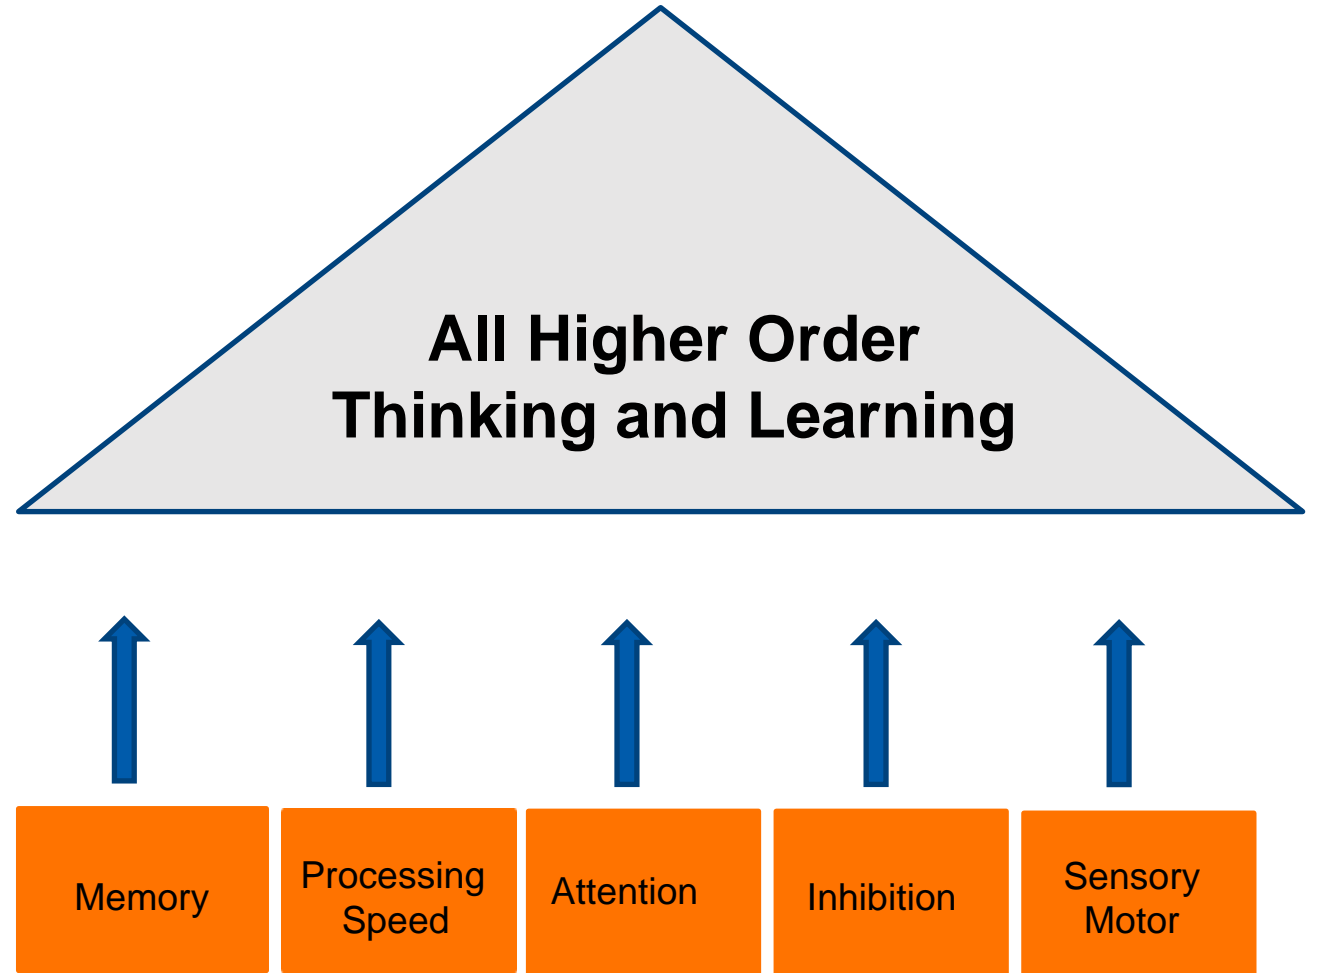 All Higher Order
Thinking and Learning
Memory
Processing
Speed
Attention
Inhibition
Sensory
Motor